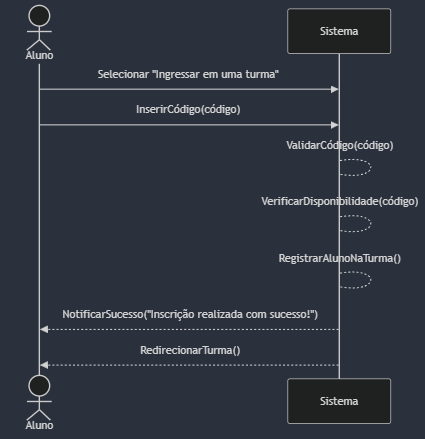 Aluno
Sistema
Selecionar "Ingressar em uma turma"
InserirCódigo(código)
ValidarCódigo(código)
VerificarDisponibilidade(código)
RegistrarAlunoNaTurma()
NotificarSucesso("Inscrição realizada com sucesso!")
RedirecionarTurma()
Aluno
Sistema